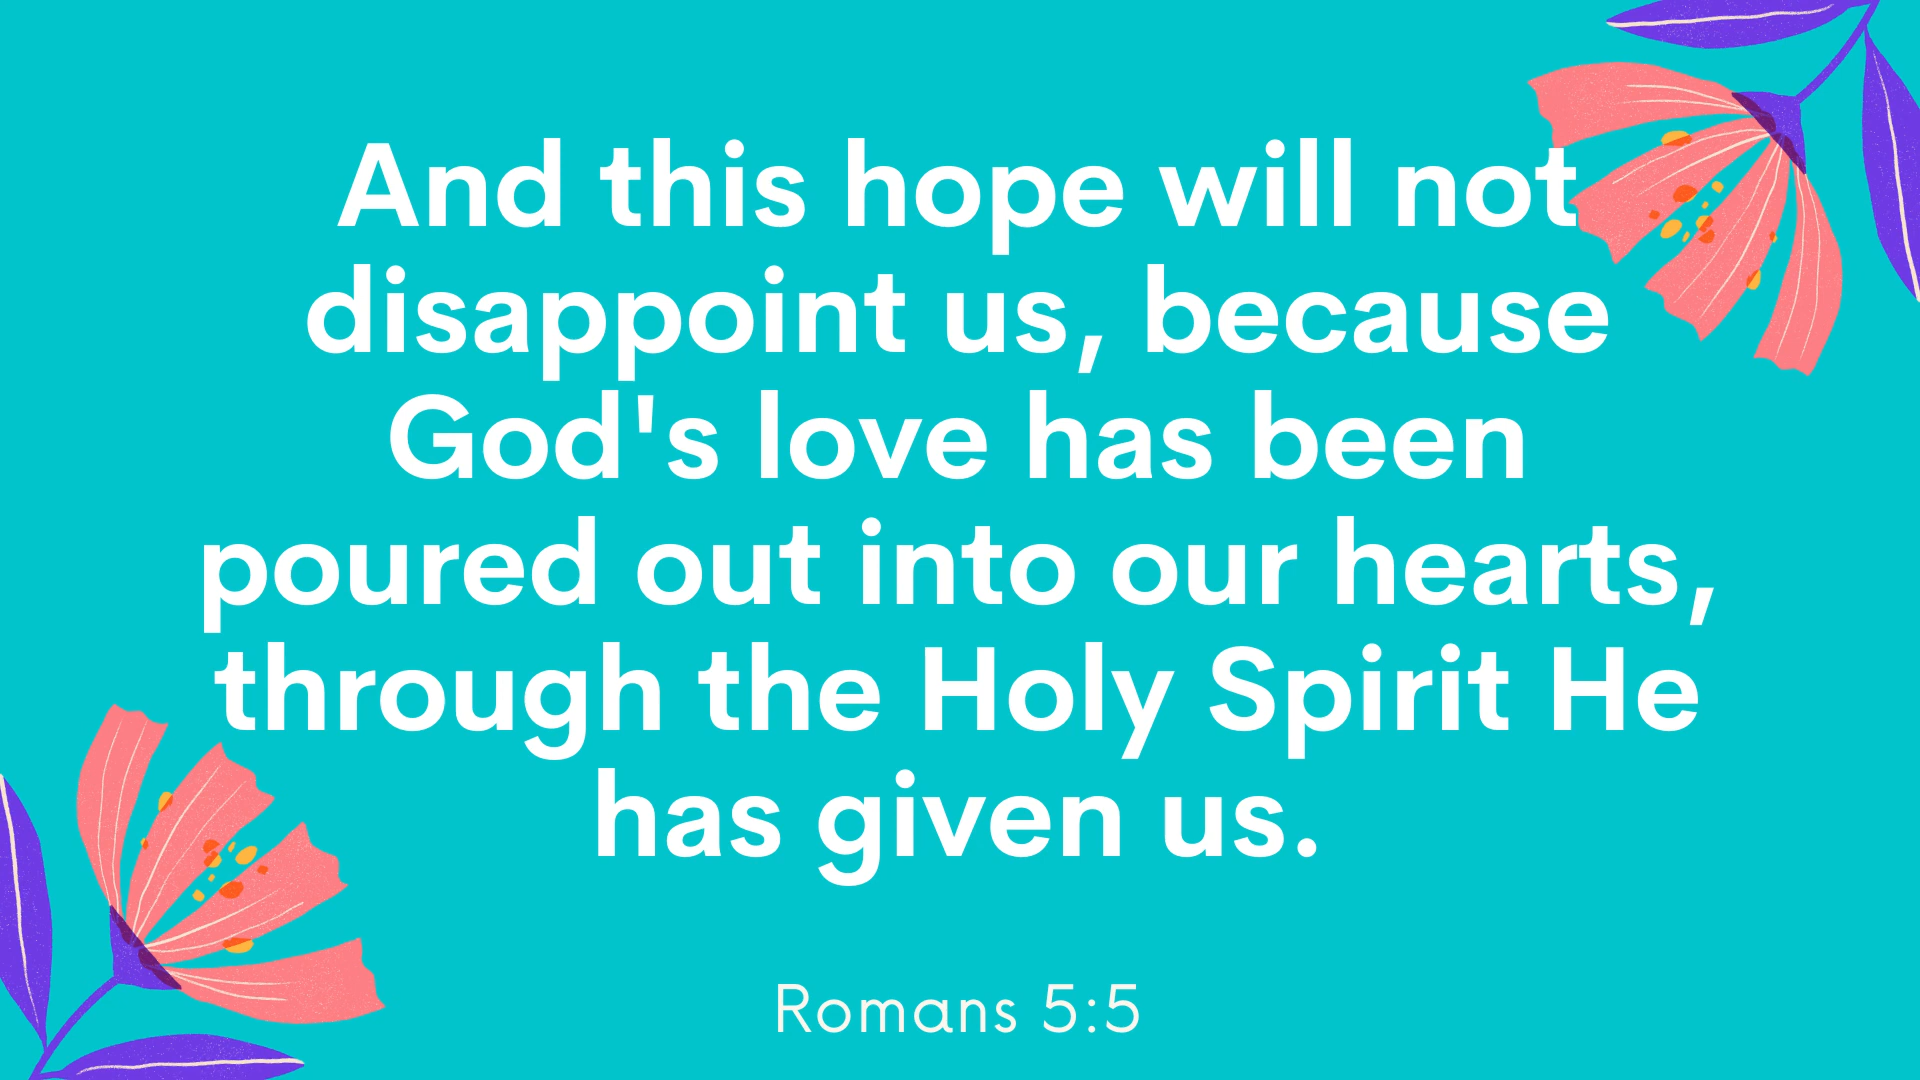 And this hope will not
disappoint us, because
God's love has been
poured out into our hearts,
through the Holy Spirit He
has given us.
Romans 5:5